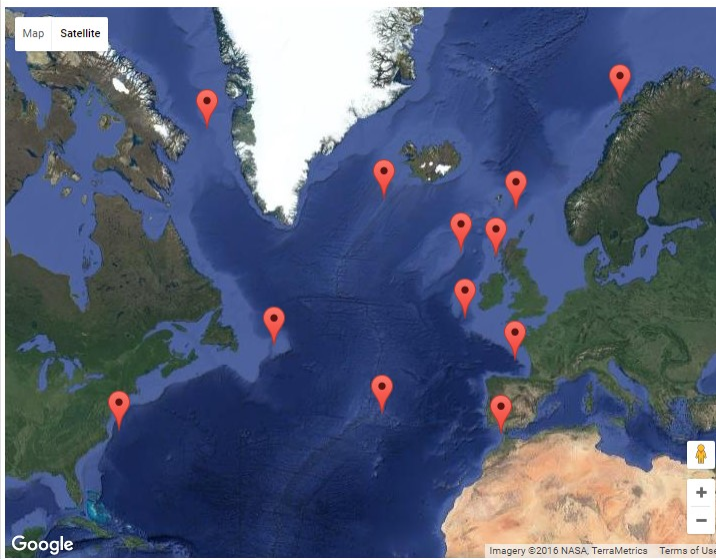 Map Satellite
+
−
Google
Imagery ©2016 NASA, TerraMetrics Terms of Use